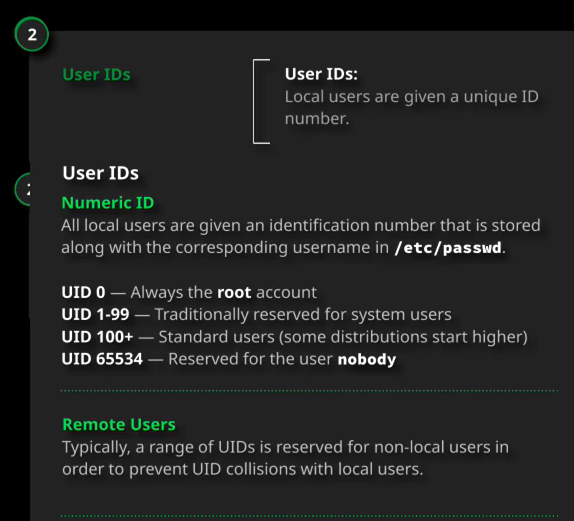 2
User IDs
User IDs:
Local users are given a unique ID
number.
User IDs
Numeric ID
All local users are given an identification number that is stored
along with the corresponding username in /etc/passwd.
UID 0 — Always the root account
UID 1-99 — Traditionally reserved for system users
UID 100+ — Standard users (some distributions start higher)
UID 65534 — Reserved for the user nobody
Remote Users
Typically, a range of UIDs is reserved for non-local users in
order to prevent UID collisions with local users.